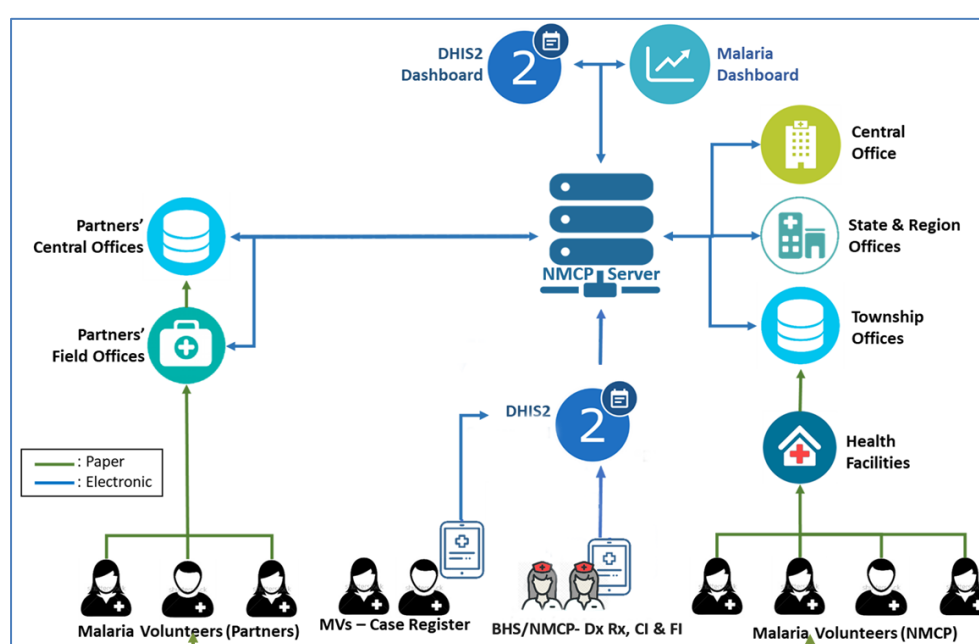 DHIS2
Dashboard
2
Malaria
Dashboard
Central
Office
Partners'
Central Offices
State & Region
Offices
NMCP Server
Partners'
Field Offices
Township
Offices
DHIS2
2
Health
Facilities
: Paper
: Electronic
Malaria Volunteers (Partners)
MVs – Case Register
BHS/NMCP- Dx Rx, CI & FI
Malaria Volunteers (NMCP)